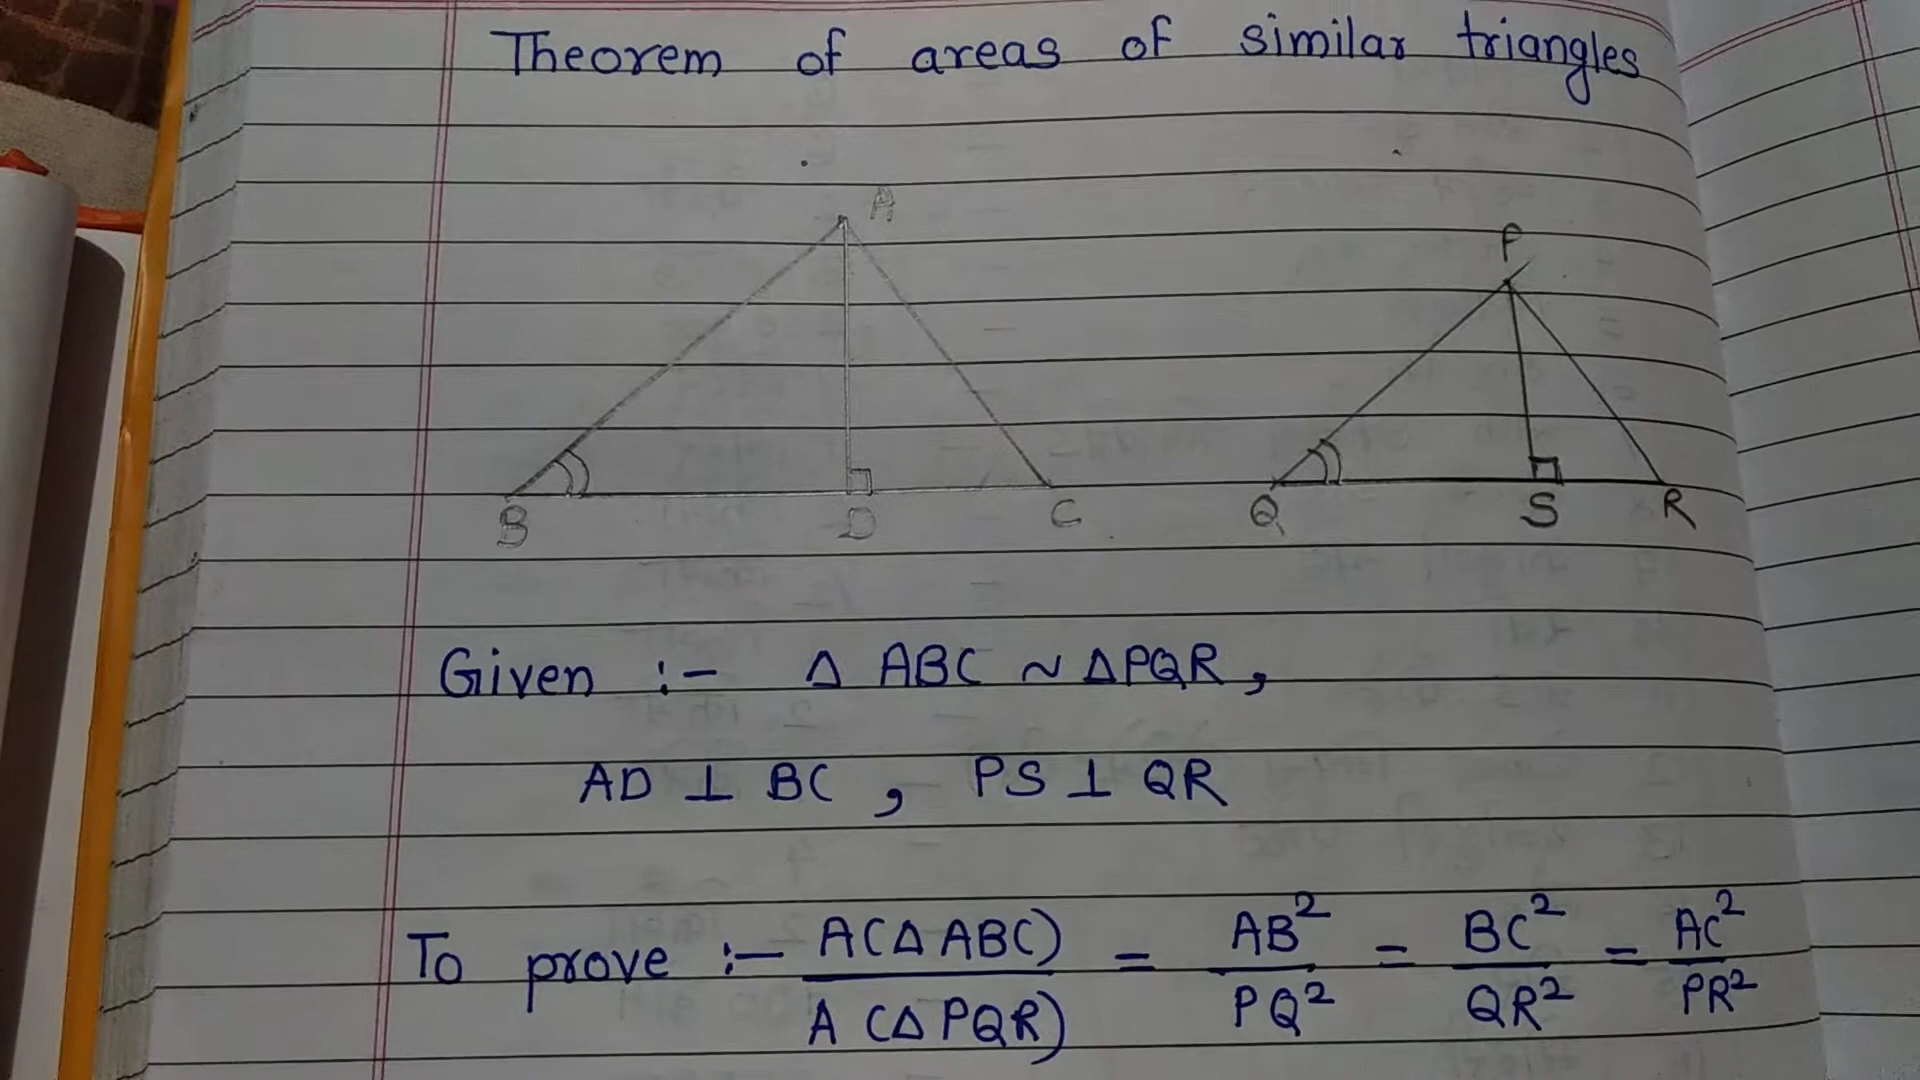 Theorem of areas of similar triangles
A
P
B D C Q S R
Given :- Δ ABC ~ ΔPQR,
AD ⊥ BC , PS ⊥ QR
To prove :- A(Δ ABC) / A (Δ PQR) = AB² / PQ² = BC² / QR² = AC² / PR²